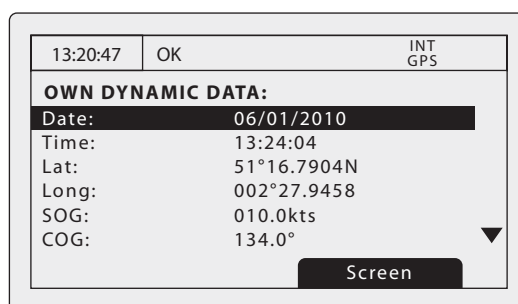 13:20:47 OK INT
GPS
OWN DYNAMIC DATA:
Date: 06/01/2010
Time: 13:24:04
Lat: 51°16.7904N
Long: 002°27.9458
SOG: 010.0kts
COG: 134.0°
Screen